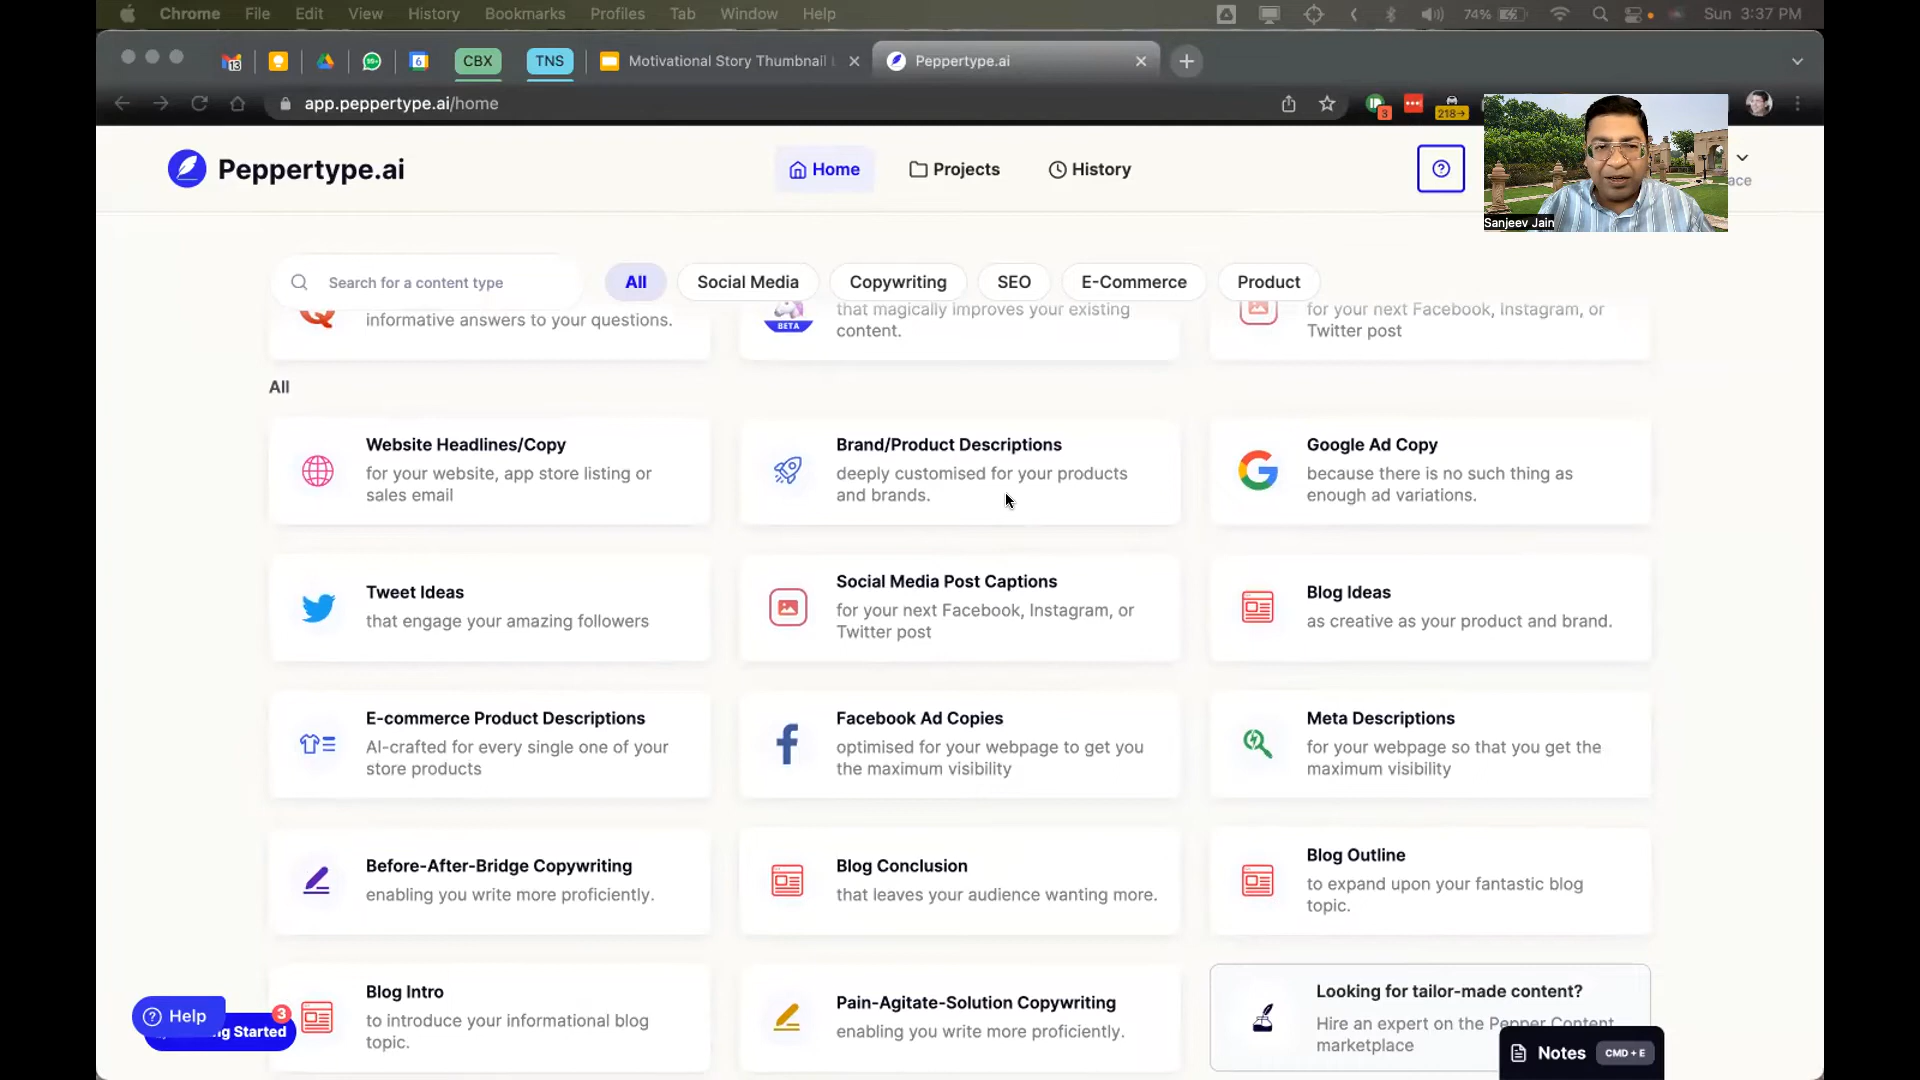 Chrome File Edit View History Bookmarks Profiles Tab Window Help 74% Sun 3:37 PM
13 6 CBX TNS Motivational Story Thumbnail Peppertype.ai
app.peppertype.ai/home 3 218→
Peppertype.ai Home Projects History
ace
Sanjeev Jain
Search for a content type All Social Media Copywriting SEO E-Commerce Product
informative answers to your questions.
BETA
that magically improves your existing
content.
for your next Facebook, Instagram, or
Twitter post
All
Website Headlines/Copy
for your website, app store listing or
sales email
Brand/Product Descriptions
deeply customised for your products
and brands.
Google Ad Copy
because there is no such thing as
enough ad variations.
Tweet Ideas
that engage your amazing followers
Social Media Post Captions
for your next Facebook, Instagram, or
Twitter post
Blog Ideas
as creative as your product and brand.
E-commerce Product Descriptions
AI-crafted for every single one of your
store products
Facebook Ad Copies
optimised for your webpage to get you
the maximum visibility
Meta Descriptions
for your webpage so that you get the
maximum visibility
Before-After-Bridge Copywriting
enabling you write more proficiently.
Blog Conclusion
that leaves your audience wanting more.
Blog Outline
to expand upon your fantastic blog
topic.
Blog Intro
to introduce your informational blog
topic.
Pain-Agitate-Solution Copywriting
enabling you write more proficiently.
Looking for tailor-made content?
Hire an expert on the Pepper Content
marketplace
Help
3
ng Started
Notes CMD + E